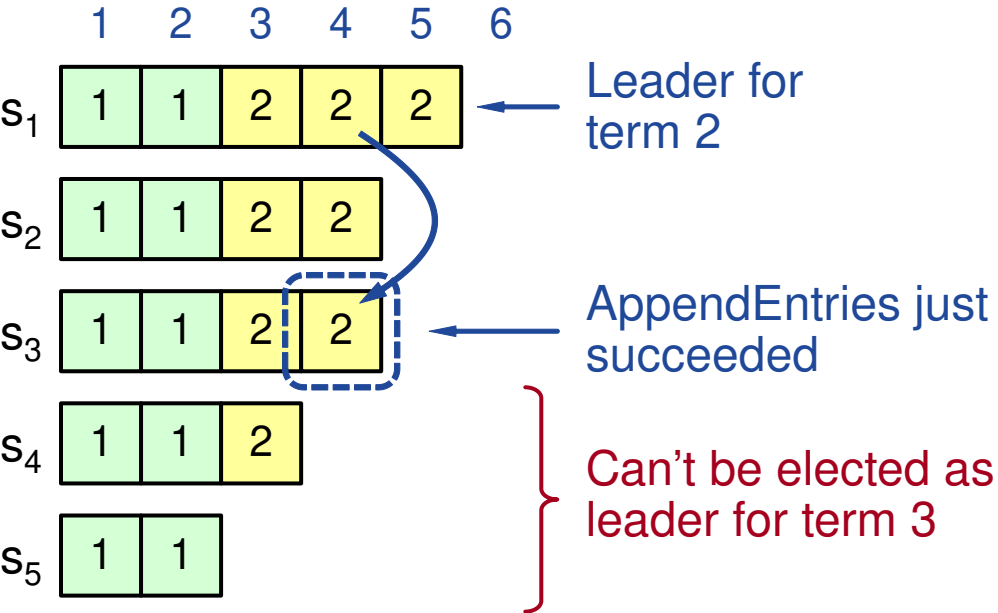 1 2 3 4 5 6
s1 1 1 2 2 2
Leader for
term 2
s2 1 1 2 2
s3 1 1 2 2
AppendEntries just
succeeded
s4 1 1 2
Can't be elected as
leader for term 3
s5 1 1